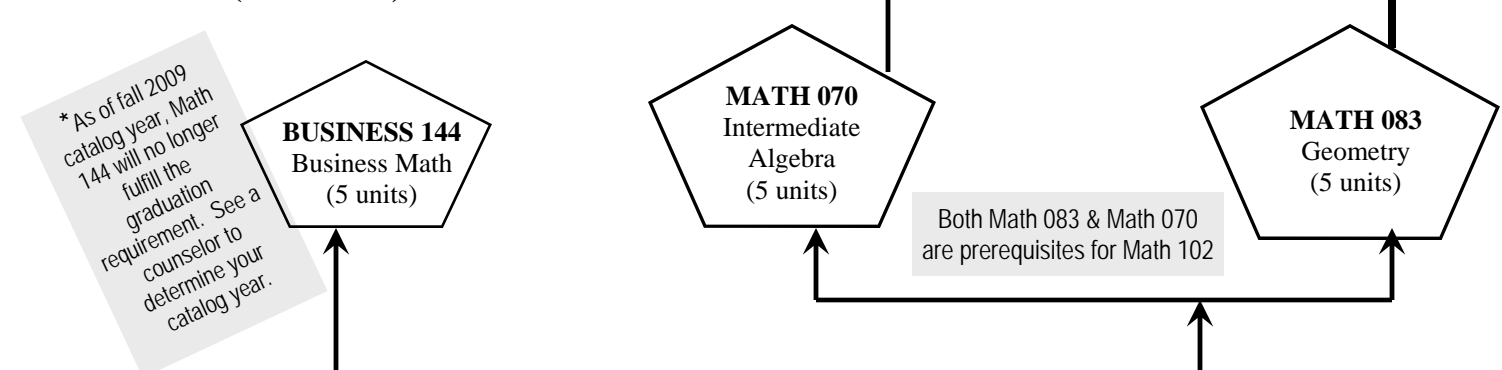 *As of fall 2009
catalog year, Math
144 will no longer
fulfill the
graduation
requirement. See a
counselor to
determine your
catalog year.
BUSINESS 144
Business Math
(5 units)
MATH 070
Intermediate
Algebra
(5 units)
Both Math 083 & Math 070
are prerequisites for Math 102
MATH 083
Geometry
(5 units)